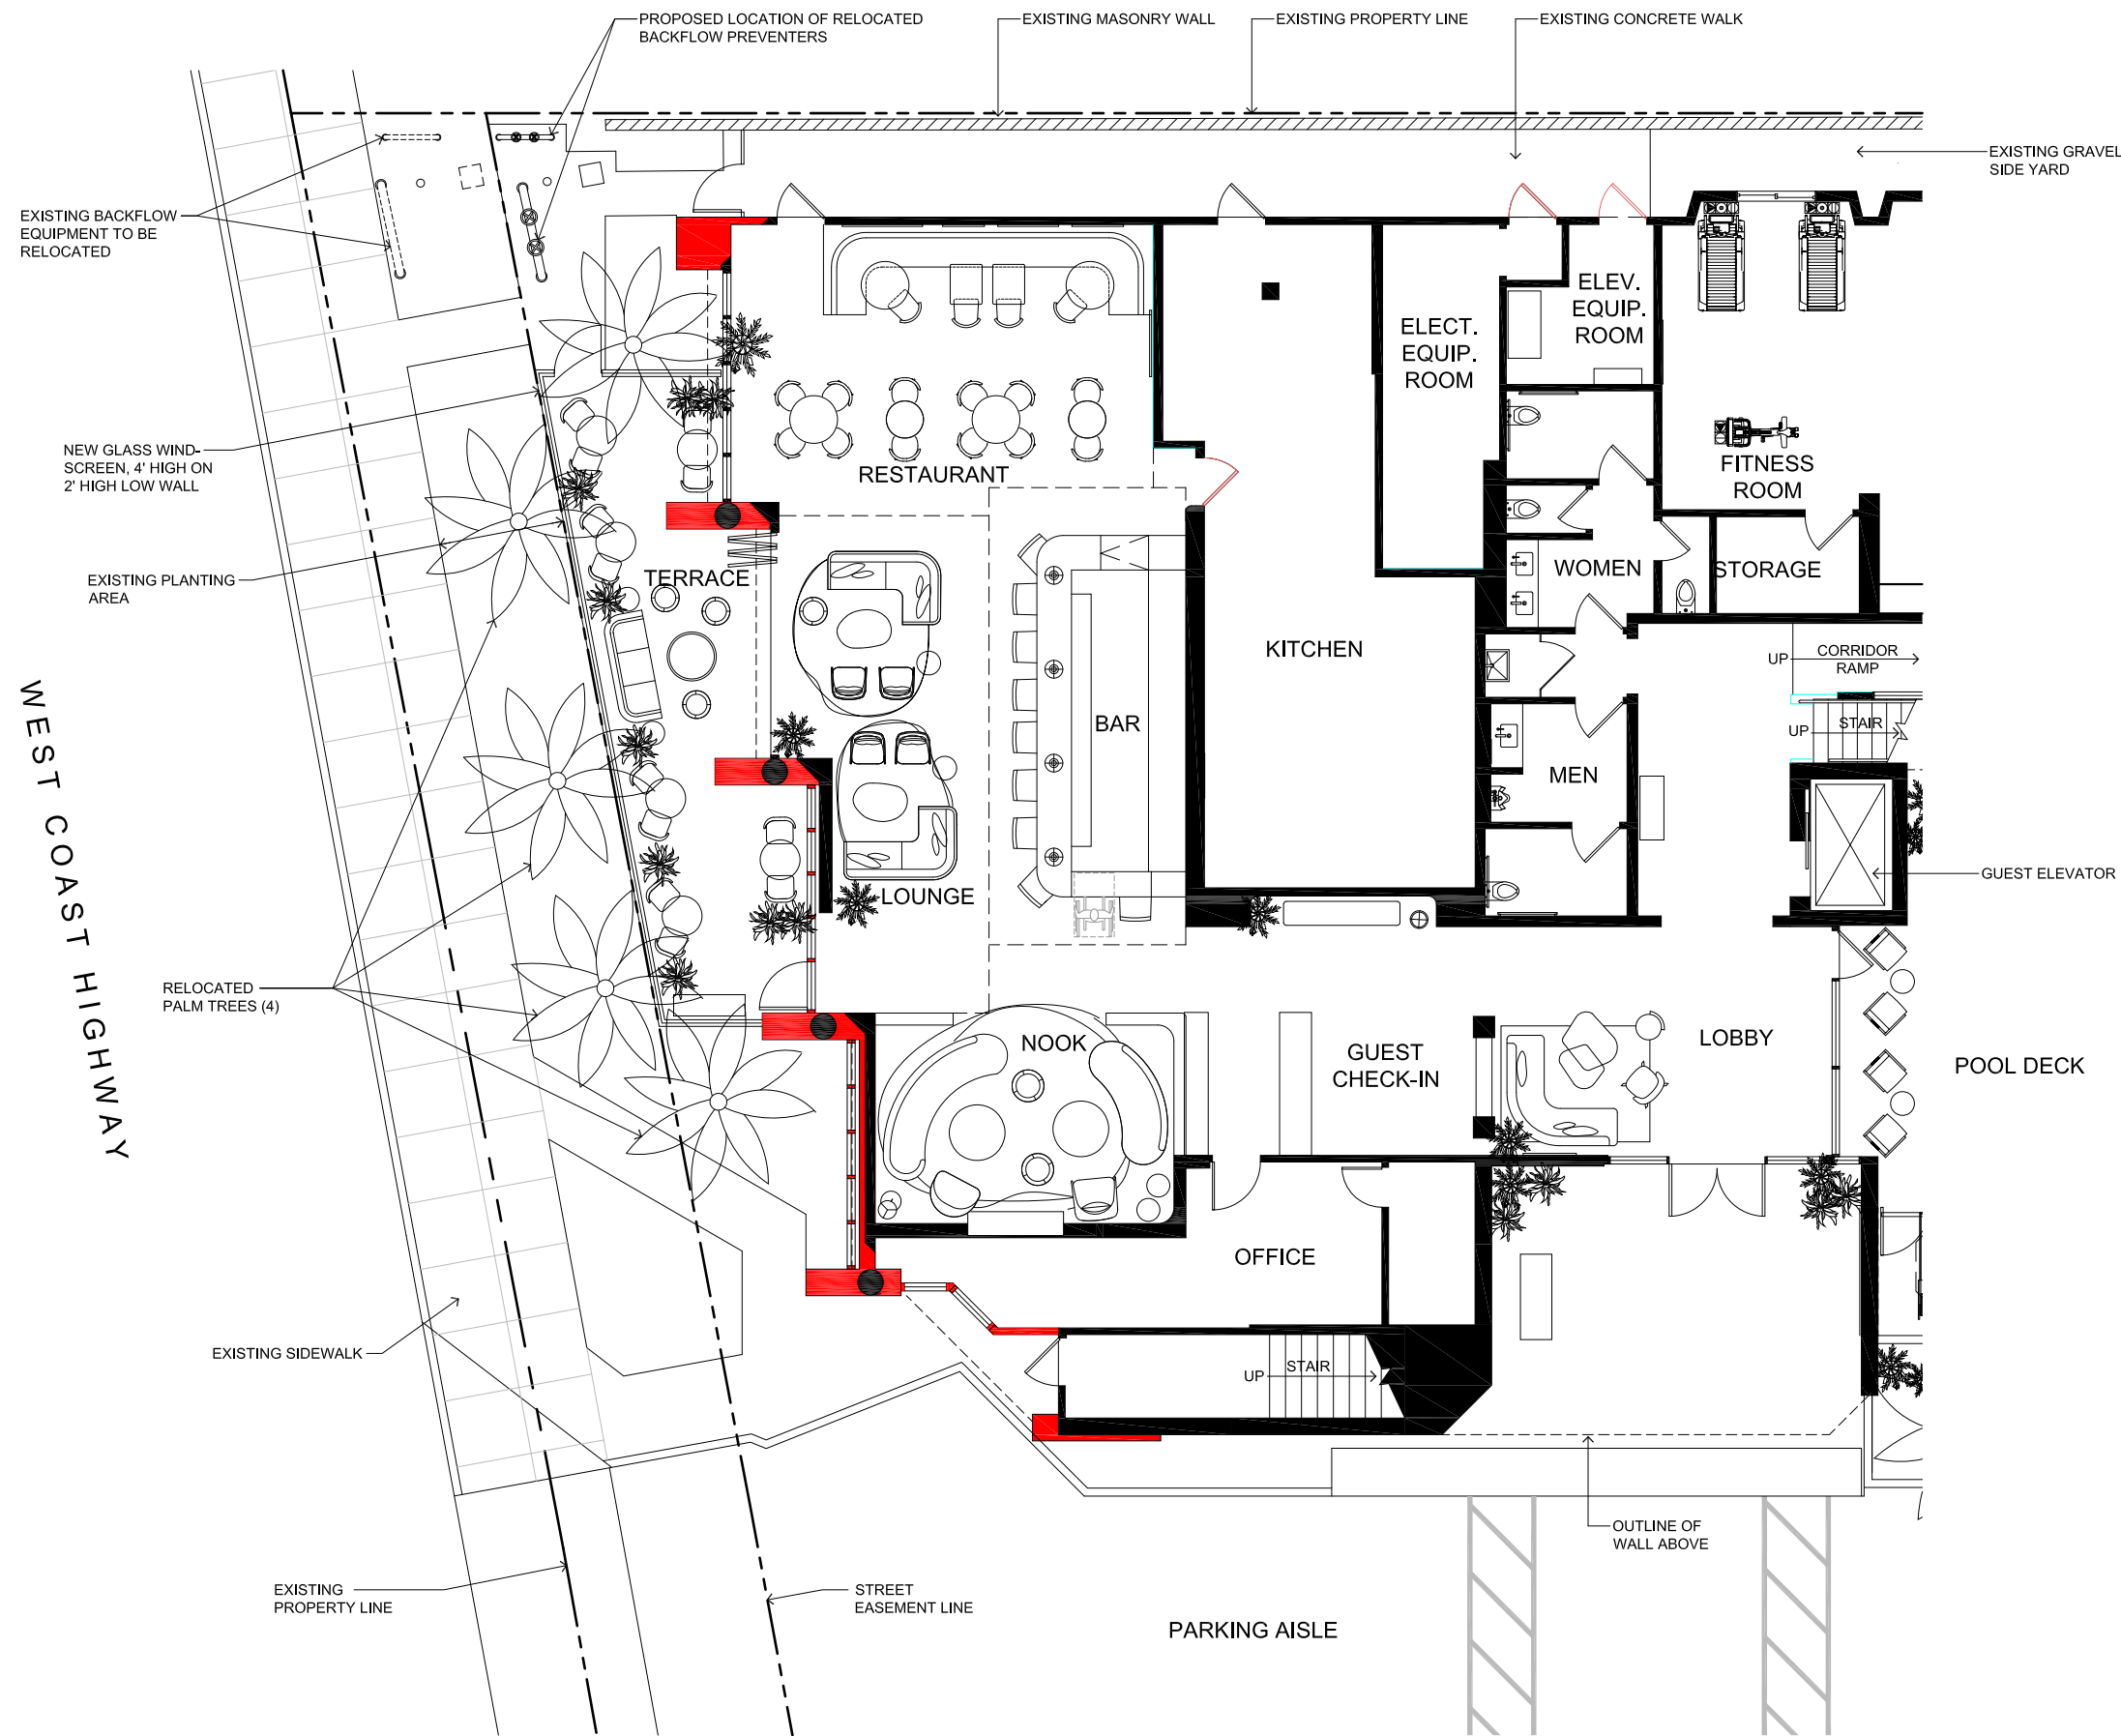 PROPOSED LOCATION OF RELOCATED
BACKFLOW PREVENTERS
EXISTING MASONRY WALL
EXISTING PROPERTY LINE
EXISTING CONCRETE WALK
EXISTING GRAVEL
SIDE YARD
EXISTING BACKFLOW
EQUIPMENT TO BE
RELOCATED
ELEV.
EQUIP.
ROOM
ELECT.
EQUIP.
ROOM
NEW GLASS WIND-
SCREEN, 4' HIGH ON
2' HIGH LOW WALL
RESTAURANT
FITNESS
ROOM
EXISTING PLANTING
AREA
TERRACE
WOMEN
STORAGE
KITCHEN
UP
CORRIDOR
RAMP
WEST COAST HIGHWAY
BAR
UP
STAIR
MEN
GUEST ELEVATOR
LOUNGE
RELOCATED
PALM TREES (4)
NOOK
GUEST
CHECK-IN
LOBBY
POOL DECK
OFFICE
EXISTING SIDEWALK
UP
STAIR
OUTLINE OF
WALL ABOVE
EXISTING
PROPERTY LINE
STREET
EASEMENT LINE
PARKING AISLE